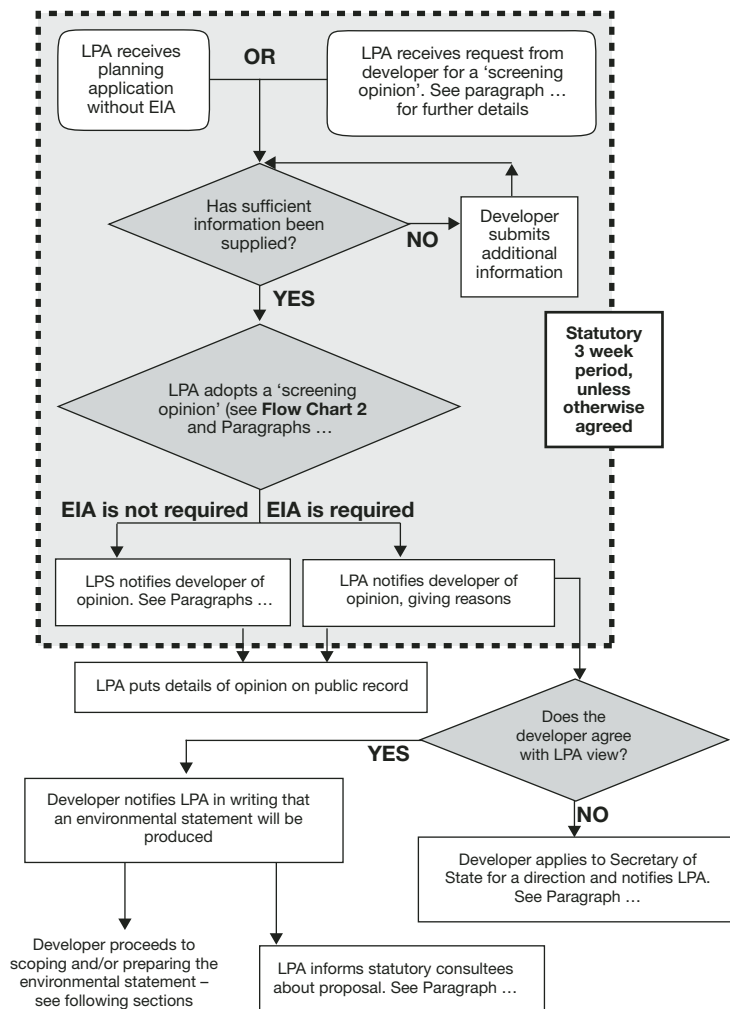 LPA receives
planning
application
without EIA
OR
LPA receives request from
developer for a ‘screening
opinion’. See paragraph …
for further details
Has sufficient
information been
supplied?
NO
Developer
submits
additional
information
YES
Statutory
3 week
period,
unless
otherwise
agreed
LPA adopts a ‘screening
opinion’ (see Flow Chart 2
and Paragraphs …
EIA is not required
EIA is required
LPS notifies developer of
opinion. See Paragraphs …
LPA notifies developer of
opinion, giving reasons
LPA puts details of opinion on public record
Does the
developer agree
with LPA view?
YES
NO
Developer notifies LPA in writing that
an environmental statement will be
produced
Developer applies to Secretary of
State for a direction and notifies LPA.
See Paragraph …
Developer proceeds to
scoping and/or preparing the
environmental statement –
see following sections
LPA informs statutory consultees
about proposal. See Paragraph …